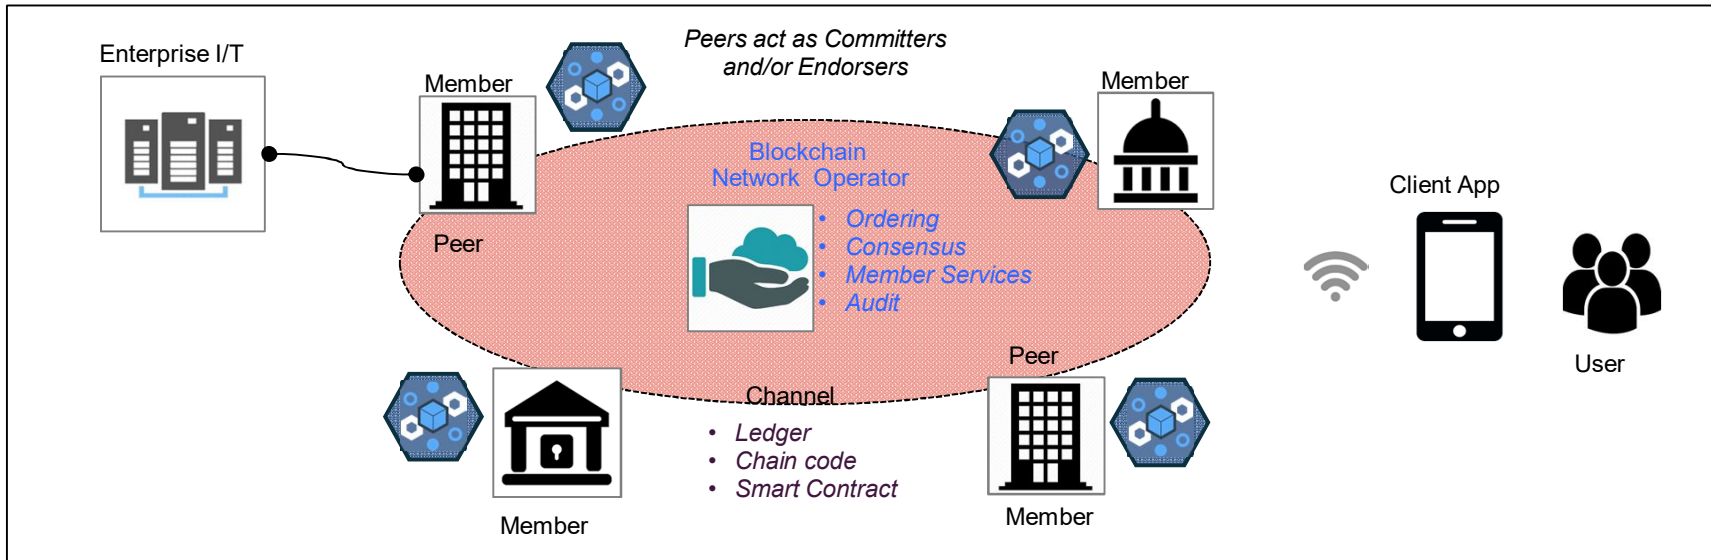 Enterprise I/T
Member
Peers act as Committers
and/or Endorsers
Member
Blockchain
Network Operator
• Ordering
• Consensus
• Member Services
• Audit
Client App
Peer
Peer
User
Channel
• Ledger
• Chain code
• Smart Contract
Member
Member